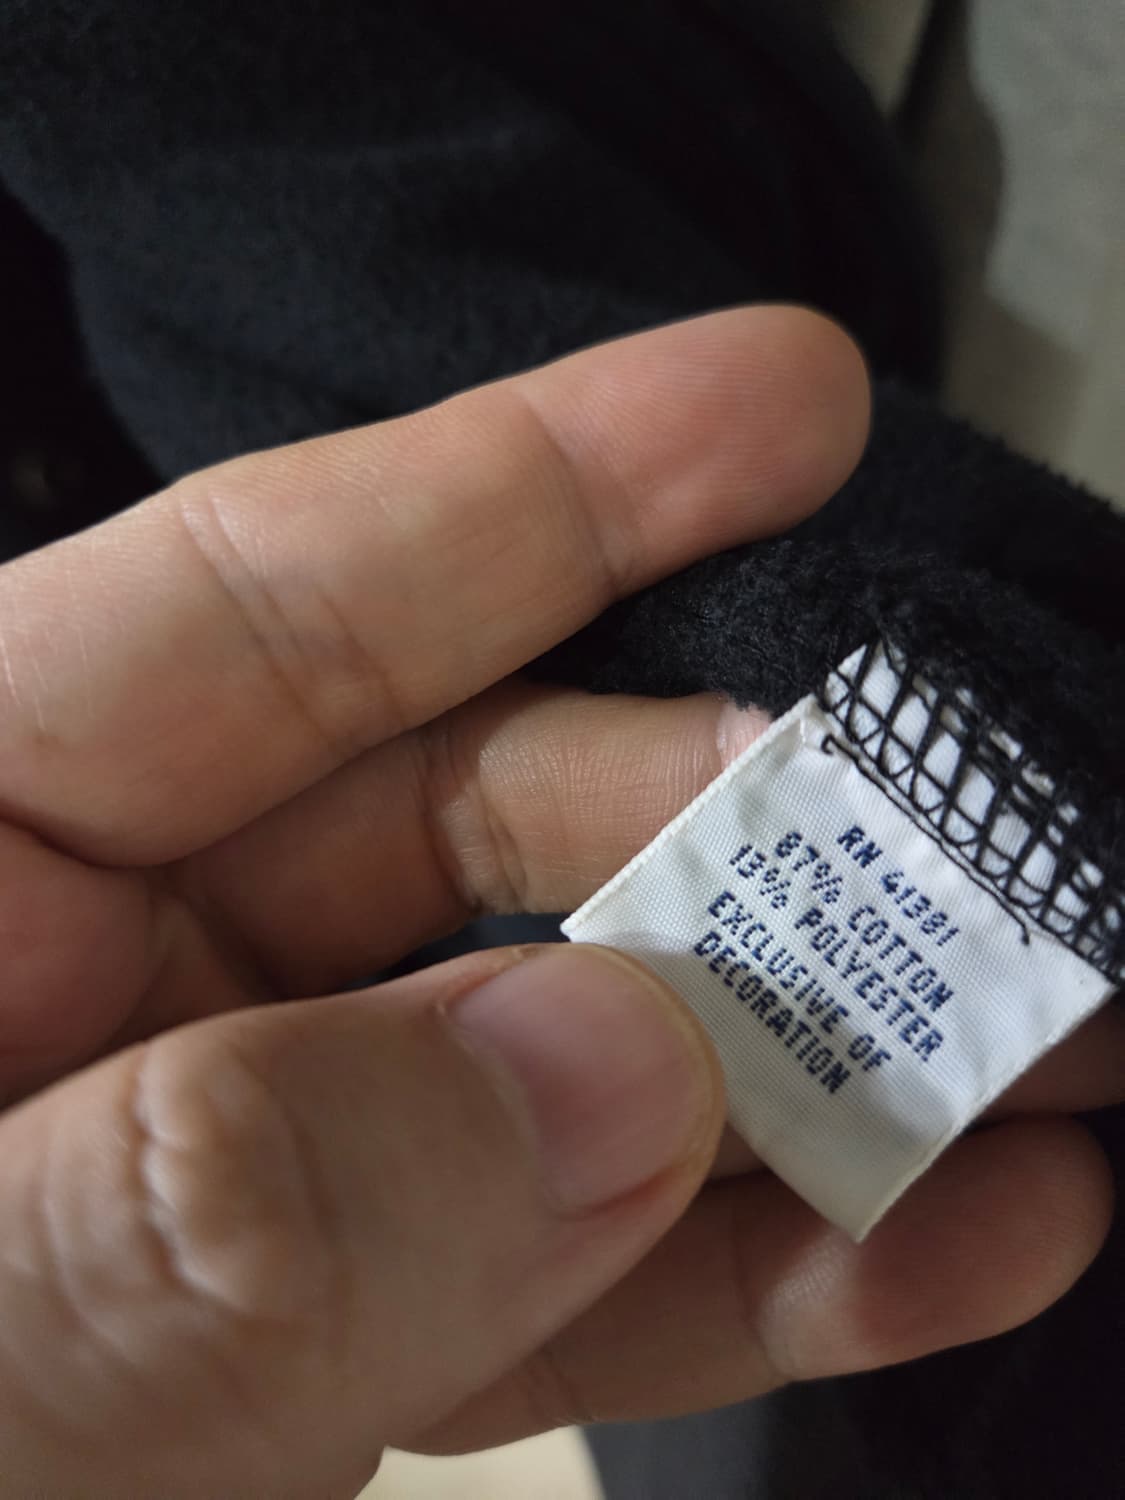 RN 41381
87% COTTON
13% POLYESTER
EXCLUSIVE OF
DECORATION